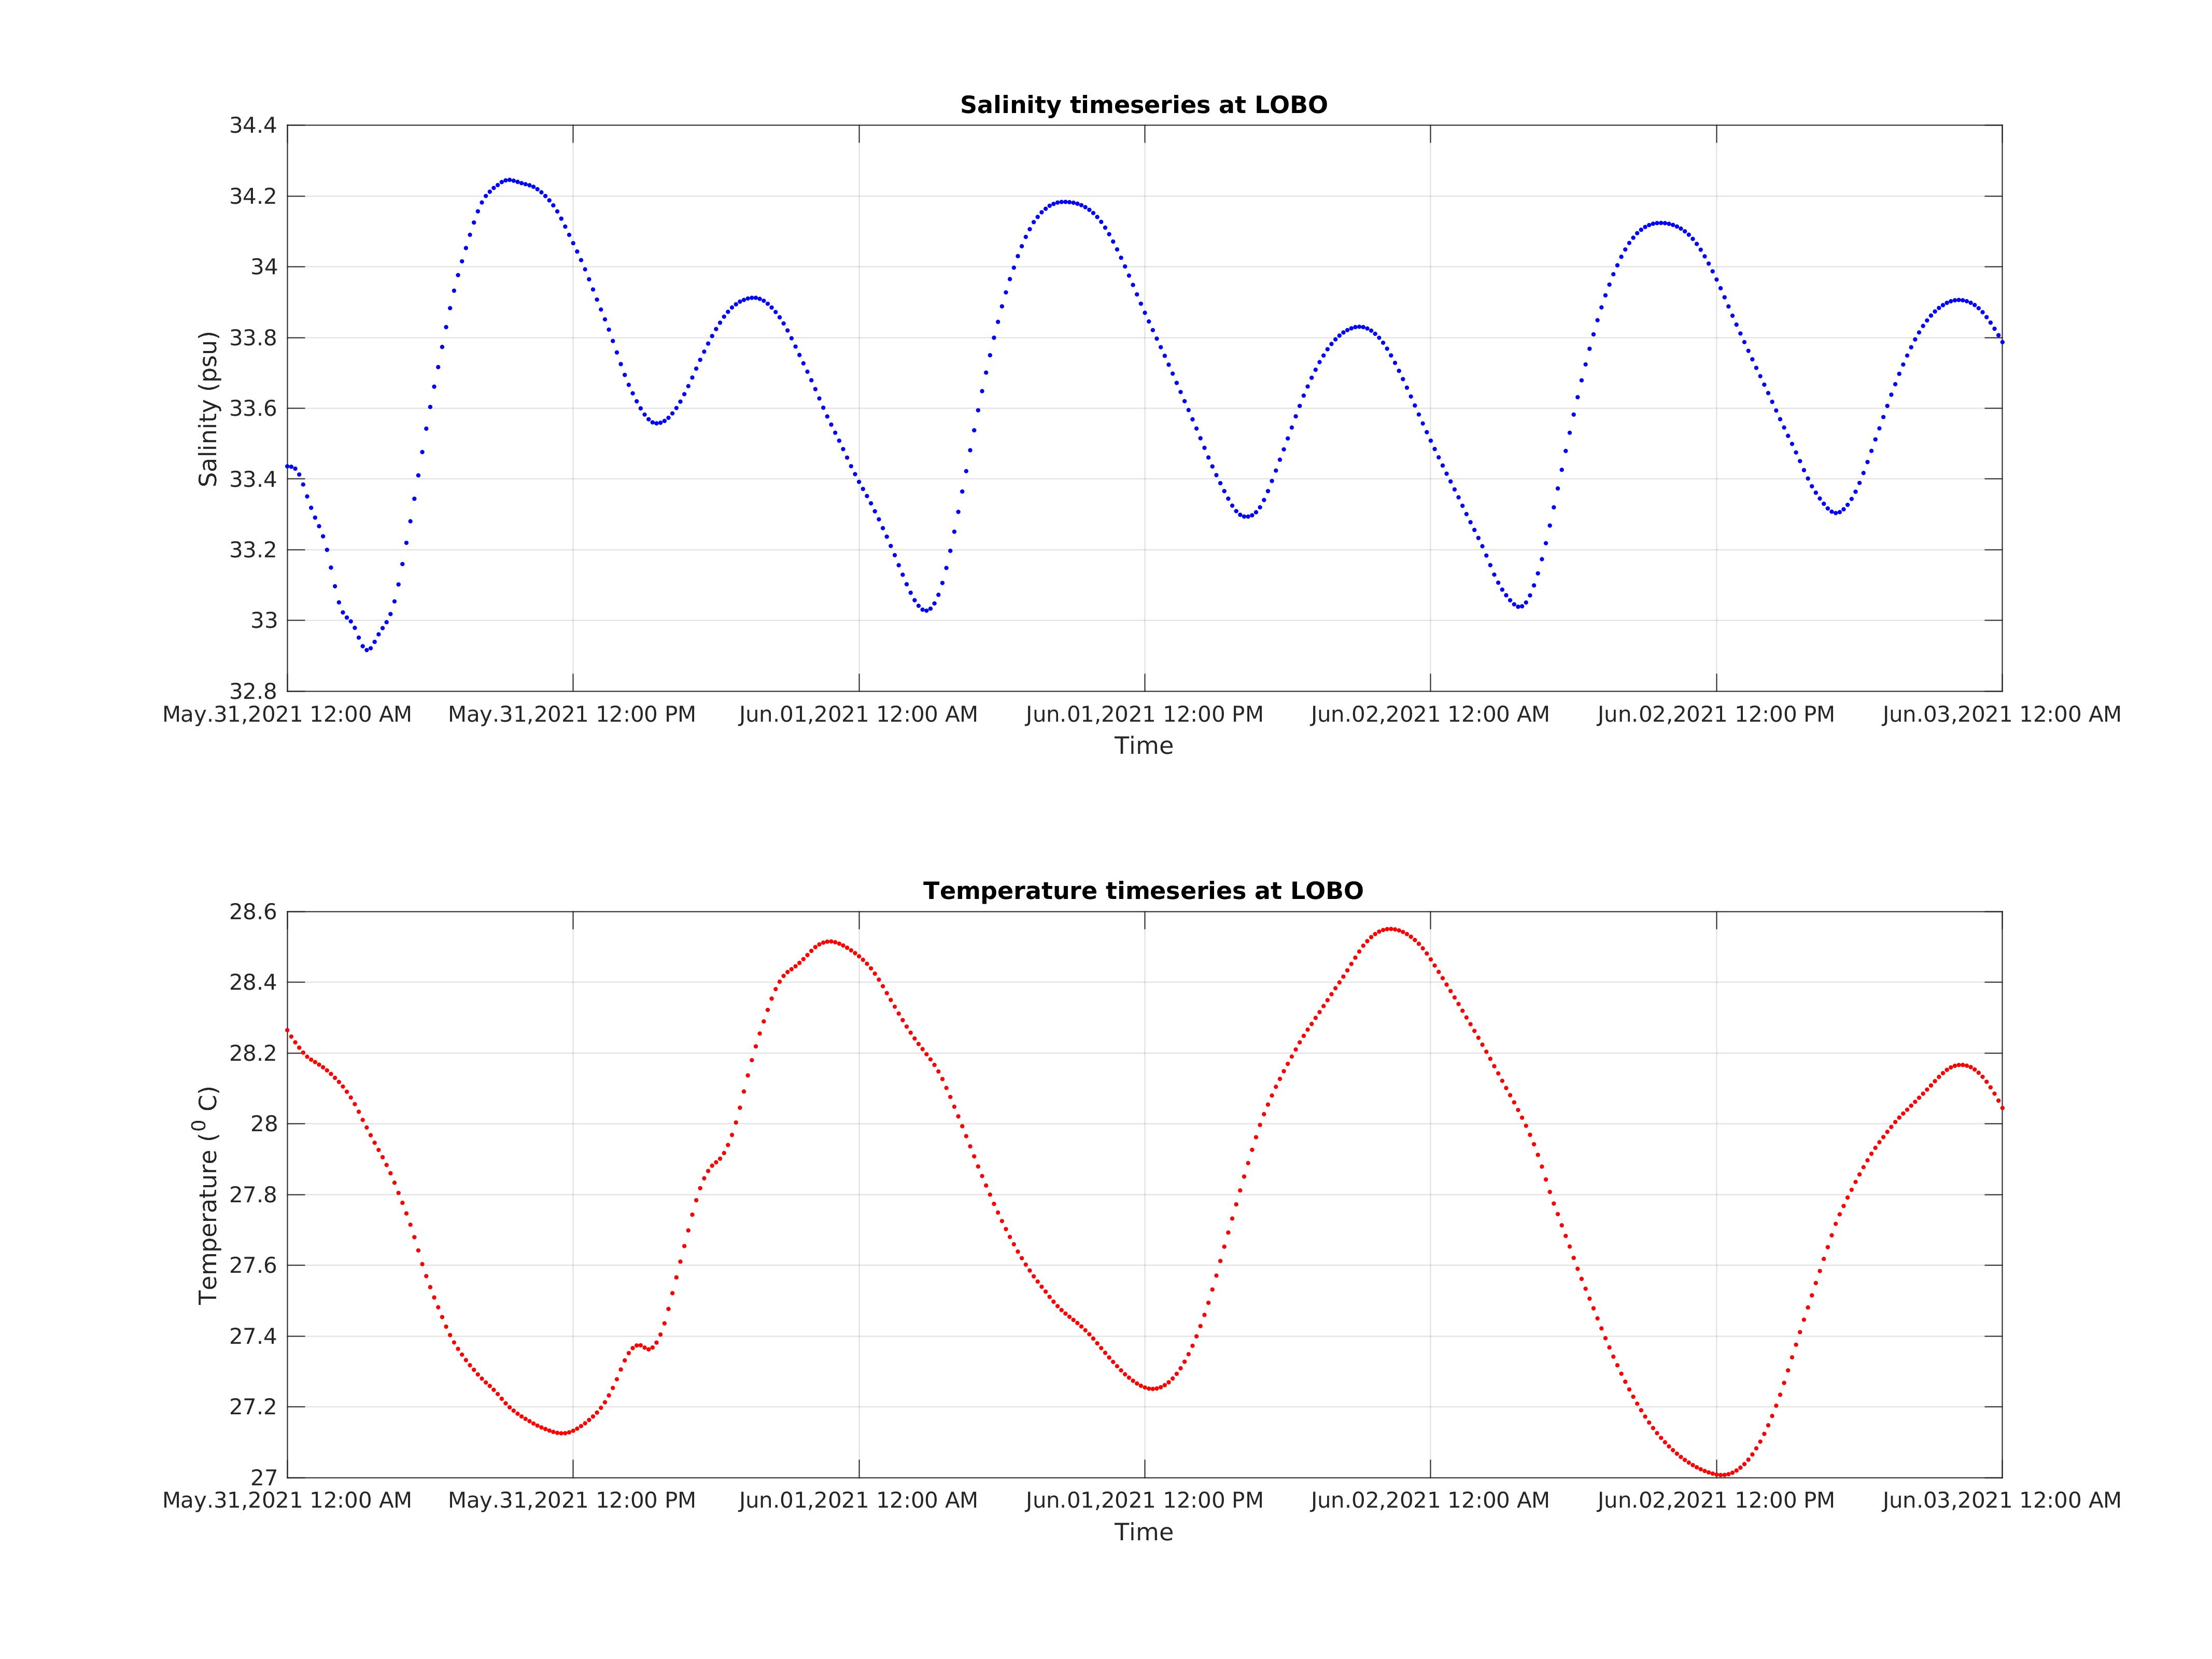 Salinity timeseries at LOBO
34.4
34.2
34
33.8
33.6
33.4
33.2
33
32.8
Salinity (psu)
May.31,2021 12:00 AM May.31,2021 12:00 PM Jun.01,2021 12:00 AM Jun.01,2021 12:00 PM Jun.02,2021 12:00 AM Jun.02,2021 12:00 PM Jun.03,2021 12:00 AM
Time
Temperature timeseries at LOBO
28.6
28.4
28.2
28
27.8
27.6
27.4
27.2
27
Temperature (⁰ C)
May.31,2021 12:00 AM May.31,2021 12:00 PM Jun.01,2021 12:00 AM Jun.01,2021 12:00 PM Jun.02,2021 12:00 AM Jun.02,2021 12:00 PM Jun.03,2021 12:00 AM
Time